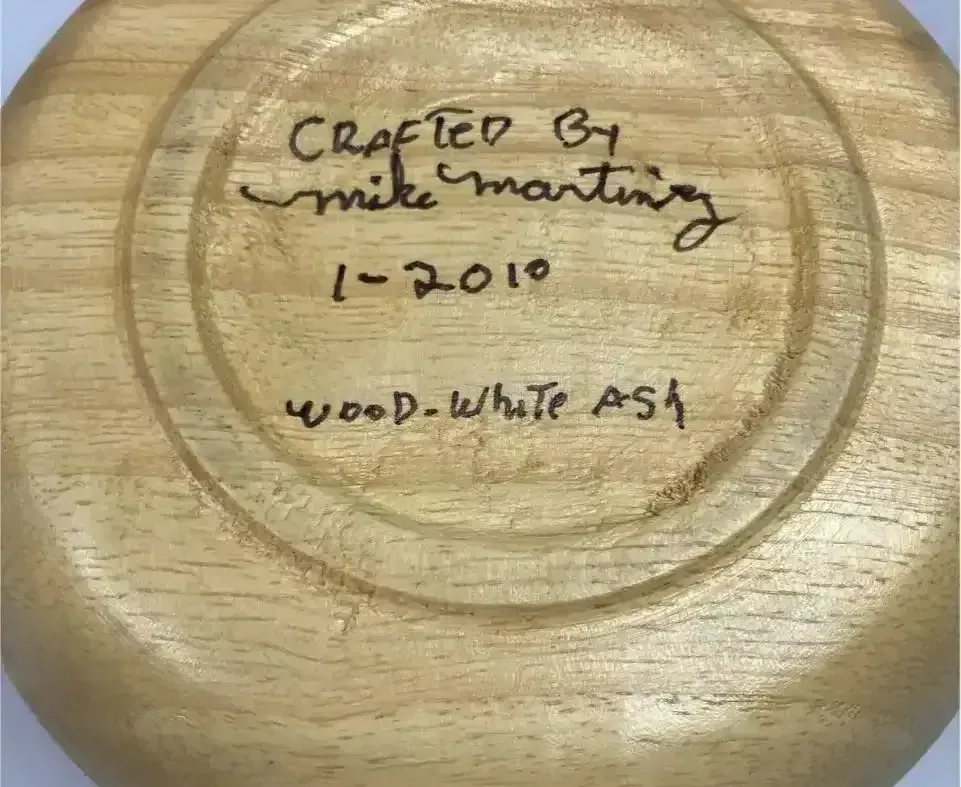 CRAFTED By
mike martinez
1-2010
WOOD-White ASh